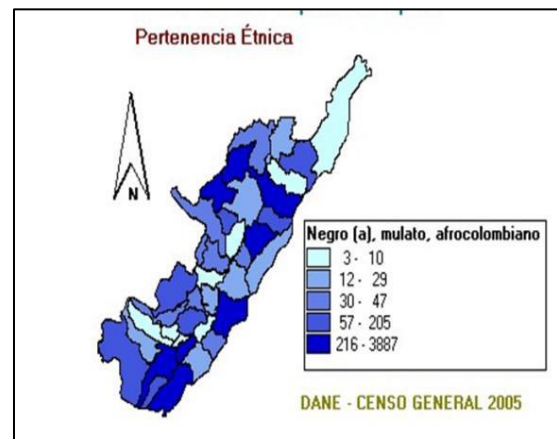 Pertenencia Étnica
N
Negro (a), mulato, afrocolombiano
3 - 10
12 - 29
30 - 47
57 - 205
216 - 3887
DANE - CENSO GENERAL 2005